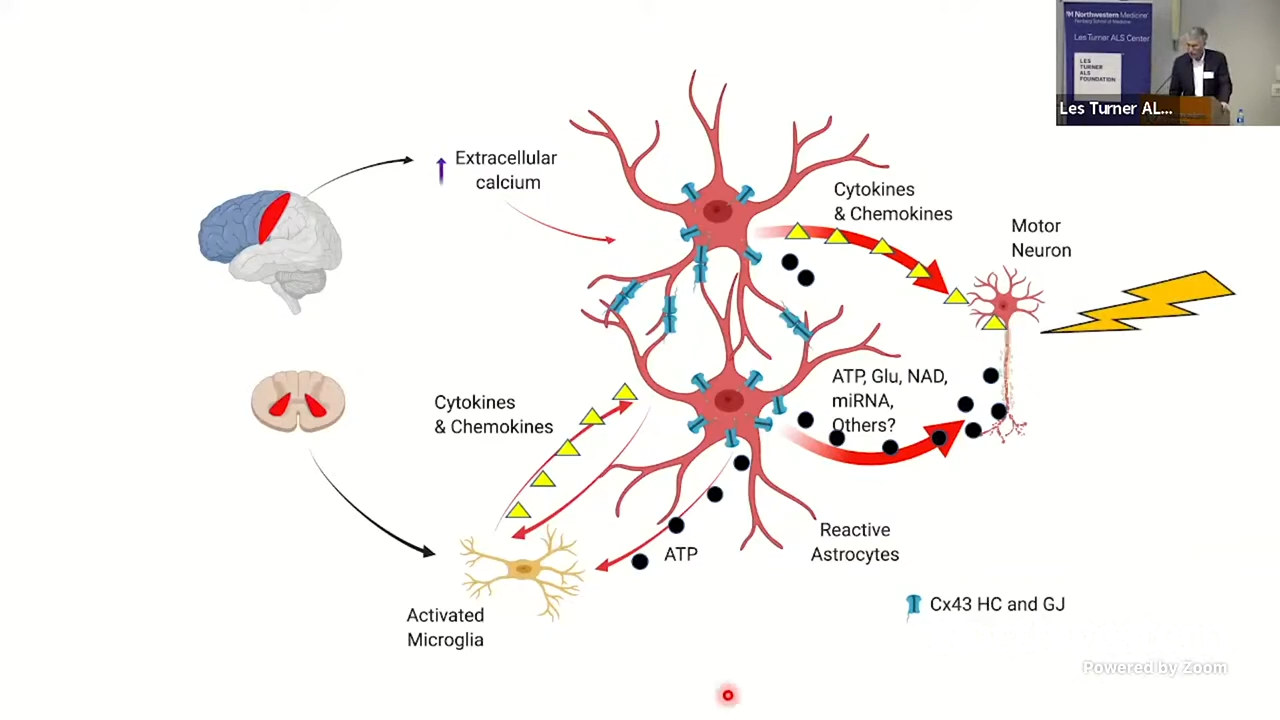 Northwestern Medicine
Feinberg School of Medicine
Les Turner ALS Center
LES
TURNER
ALS
FOUNDATION
Les Turner AL...
Extracellular
calcium
Cytokines
& Chemokines
Motor
Neuron
ATP, Glu, NAD,
miRNA,
Others?
Cytokines
& Chemokines
Reactive
Astrocytes
ATP
Activated
Microglia
Cx43 HC and GJ
Powered by Zoom